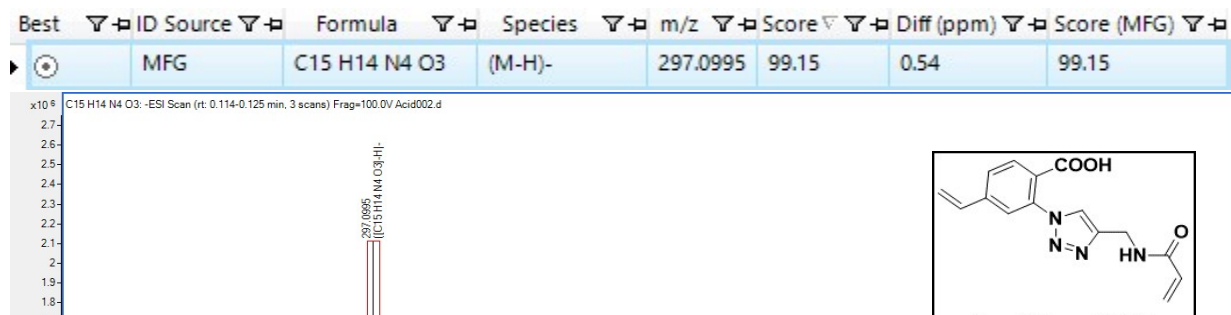 Best ID Source Formula Species m/z Score Diff (ppm) Score (MFG)
MFG C15 H14 N4 O3 (M-H)- 297.0995 99.15 0.54 99.15
x10 6 C15 H14 N4 O3: -ESI Scan (rt: 0.114-0.125 min, 3 scans) Frag=100.0V Acid002.d
2.7
2.6
2.5
2.4
2.3
2.2
2.1
2
1.9
1.8
297.0995
([C15 H14 N4 O3]-H)-
COOH
N
N N
HN
O